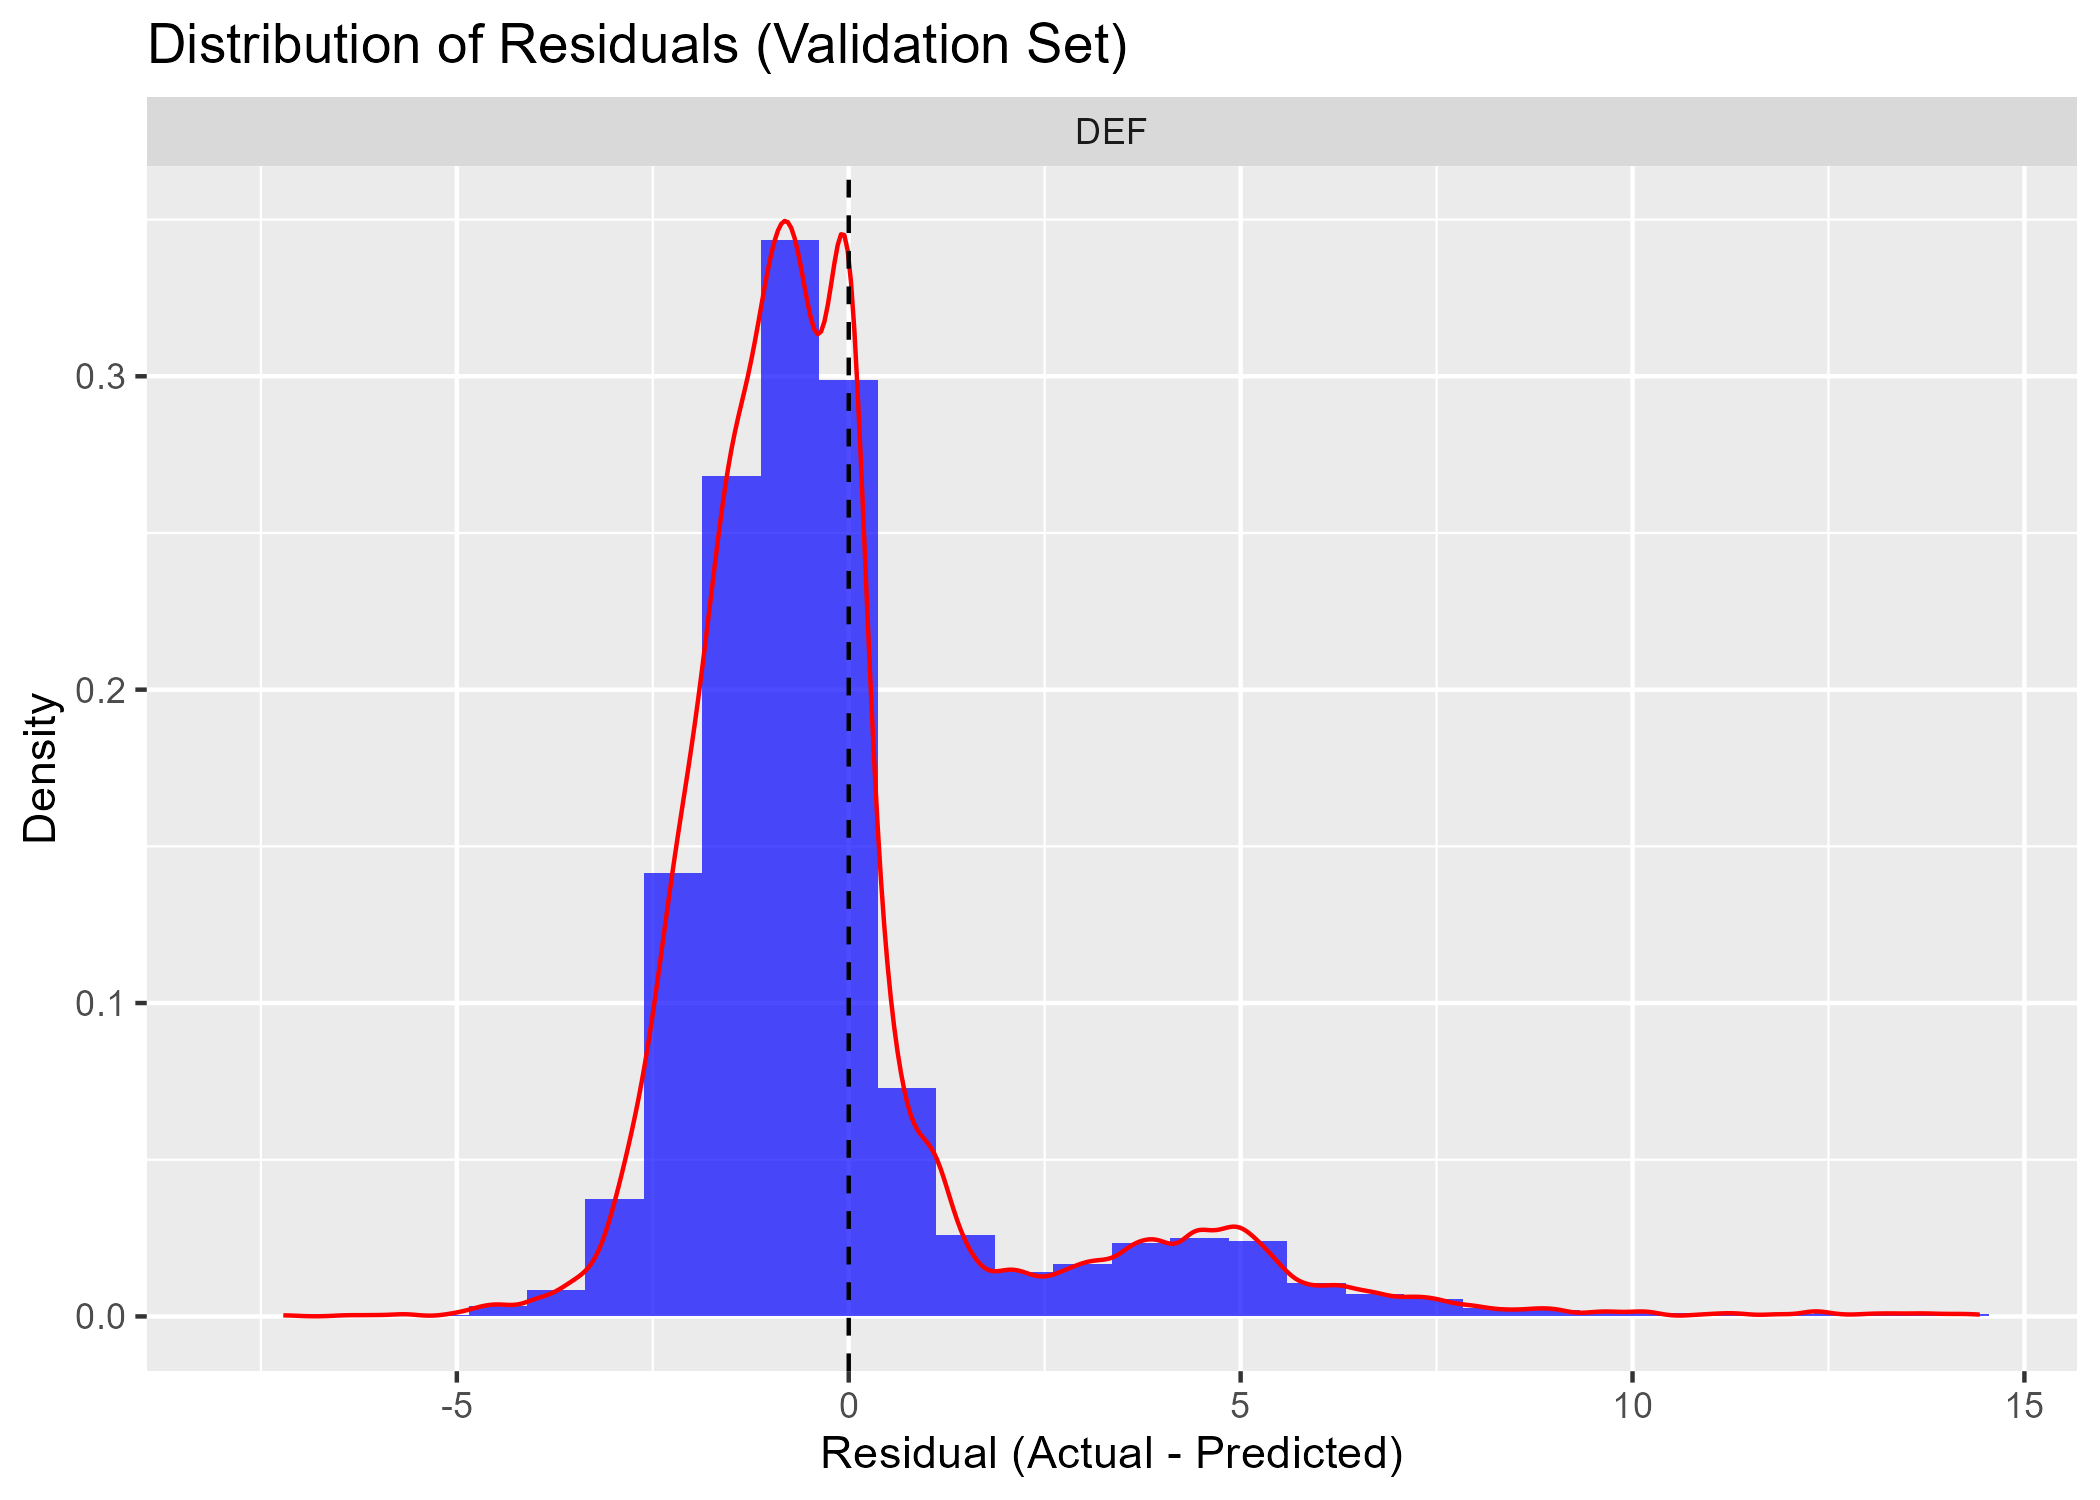 Distribution of Residuals (Validation Set)
DEF
Density
0.3
0.2
0.1
0.0
-5 0 5 10 15
Residual (Actual - Predicted)